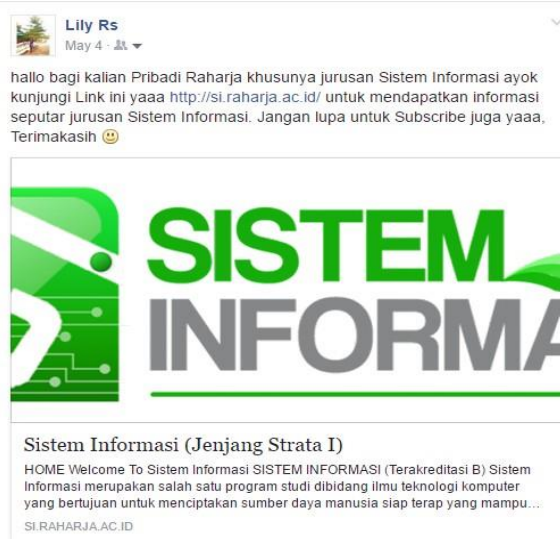 Lily Rs
May 4 ·
hallo bagi kalian Pribadi Raharja khusunya jurusan Sistem Informasi ayok
kunjungi Link ini yaaa http://si.raharja.ac.id/ untuk mendapatkan informasi
seputar jurusan Sistem Informasi. Jangan lupa untuk Subscribe juga yaaa,
Terimakasih 😃
SISTEM
INFORMA
Sistem Informasi (Jenjang Strata I)
HOME Welcome To Sistem Informasi SISTEM INFORMASI (Terakreditasi B) Sistem
Informasi merupakan salah satu program studi dibidang ilmu teknologi komputer
yang bertujuan untuk menciptakan sumber daya manusia siap terap yang mampu...
SI.RAHARJA.AC.ID